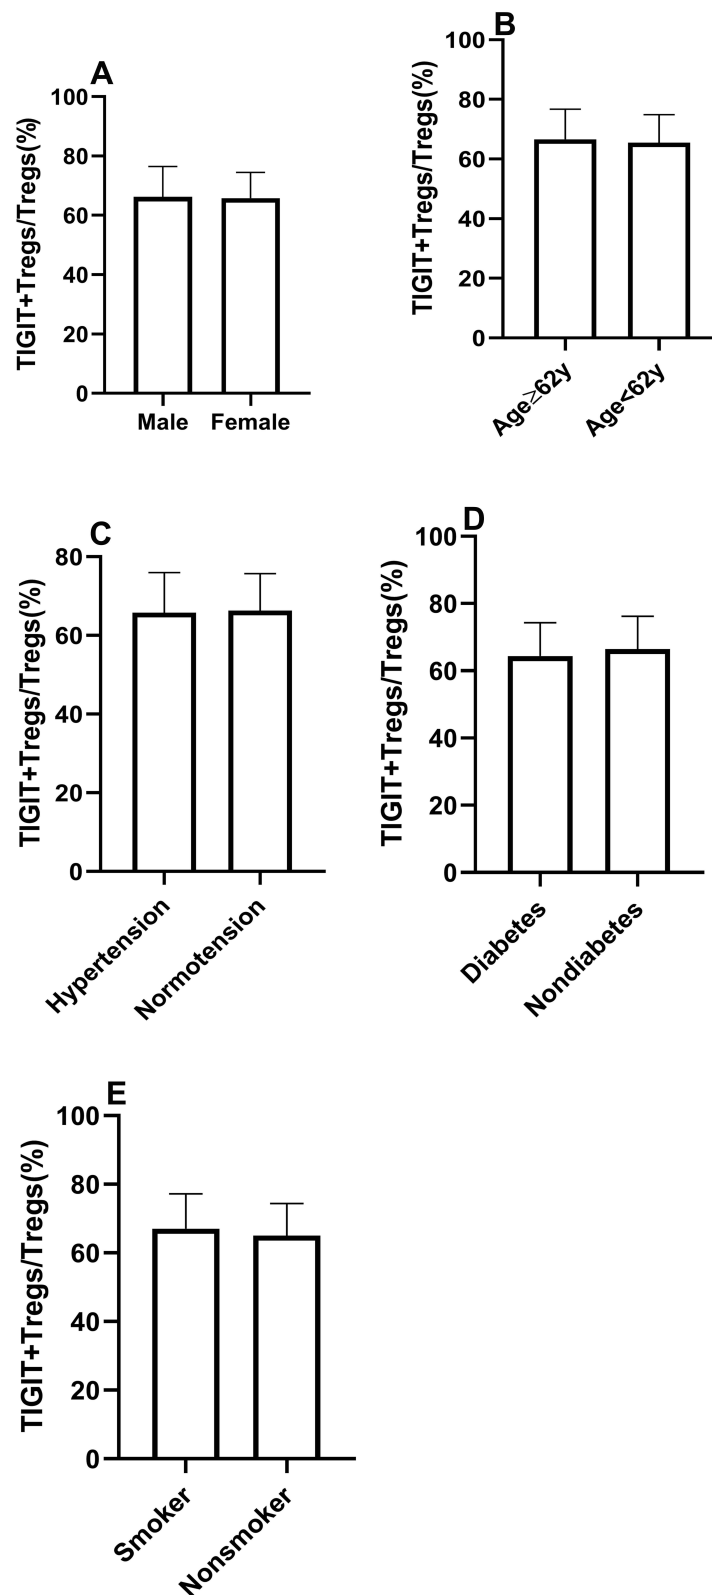 A
TIGIT+Tregs/Tregs(%)
100
80
60
40
20
0
Male Female
B
TIGIT+Tregs/Tregs(%)
100
80
60
40
20
0
Age≥62y
Age<62y
C
TIGIT+Tregs/Tregs(%)
80
60
40
20
0
Hypertension
Normotension
D
TIGIT+Tregs/Tregs(%)
100
80
60
40
20
0
Diabetes
Nondiabetes
E
TIGIT+Tregs/Tregs(%)
100
80
60
40
20
0
Smoker
Nonsmoker